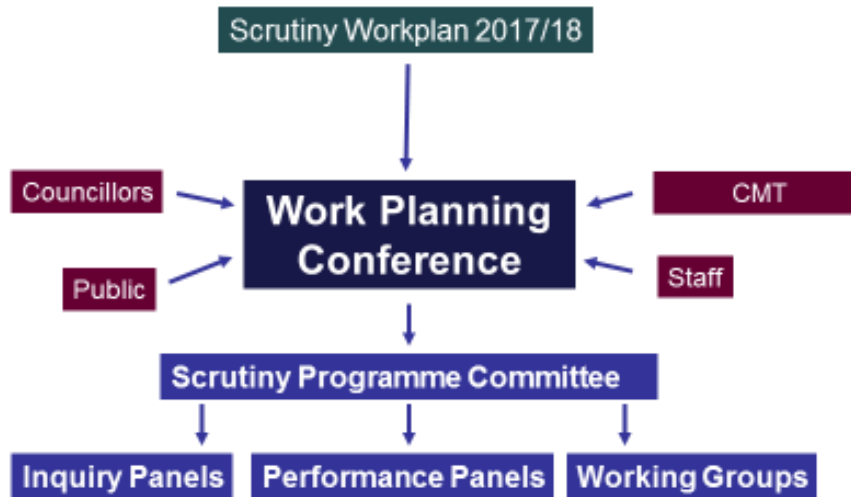 Scrutiny Workplan 2017/18
Councillors
CMT
Work Planning
Conference
Public
Staff
Scrutiny Programme Committee
Inquiry Panels
Performance Panels
Working Groups